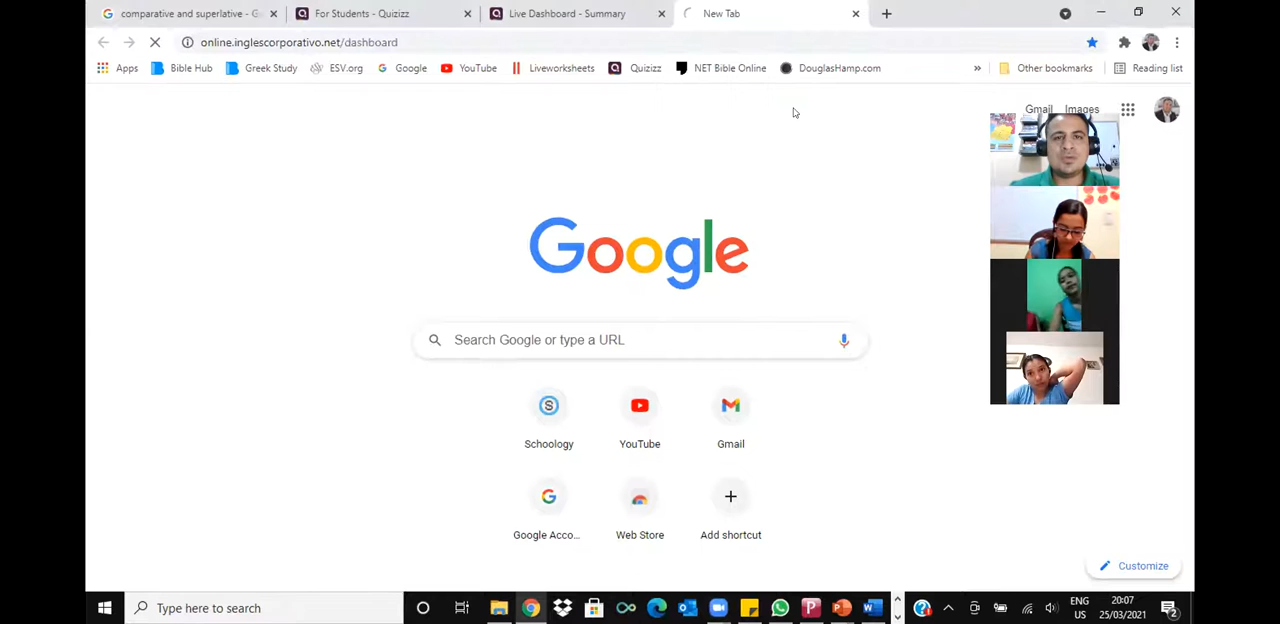 comparative and superlative - G
For Students - Quizizz
Live Dashboard - Summary
New Tab
online.inglescorporativo.net/dashboard
Apps
Bible Hub
Greek Study
ESV.org
Google
YouTube
Liveworksheets
Quizizz
NET Bible Online
DouglasHamp.com
»
Other bookmarks
Reading list
Gmail
Images
Google
Search Google or type a URL
Schoology
YouTube
Gmail
Google Acco...
Web Store
Add shortcut
Customize
Type here to search
ENG
US
20:07
25/03/2021
2